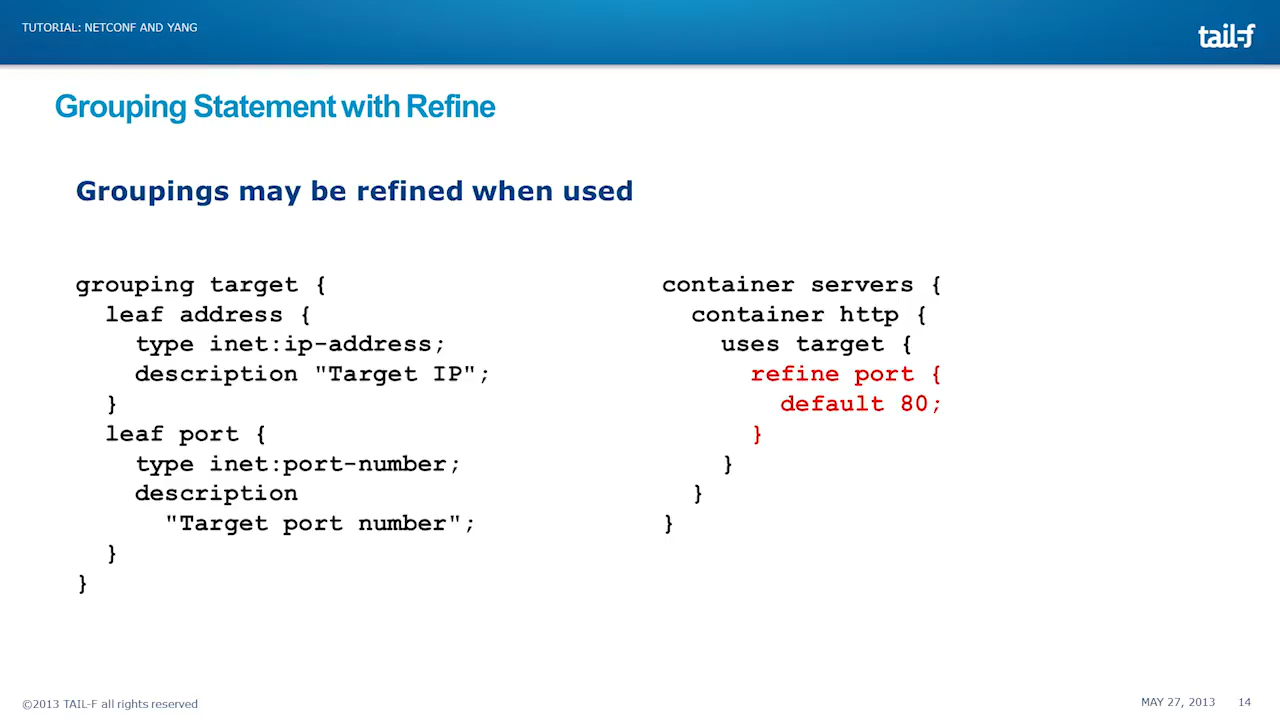 TUTORIAL: NETCONF AND YANG
tail-f
Grouping Statement with Refine
Groupings may be refined when used
grouping target {
  leaf address {
    type inet:ip-address;
    description "Target IP";
  }
  leaf port {
    type inet:port-number;
    description
      "Target port number";
  }
}
container servers {
  container http {
    uses target {
      refine port {
        default 80;
      }
    }
  }
}
©2013 TAIL-F all rights reserved
MAY 27, 2013 14